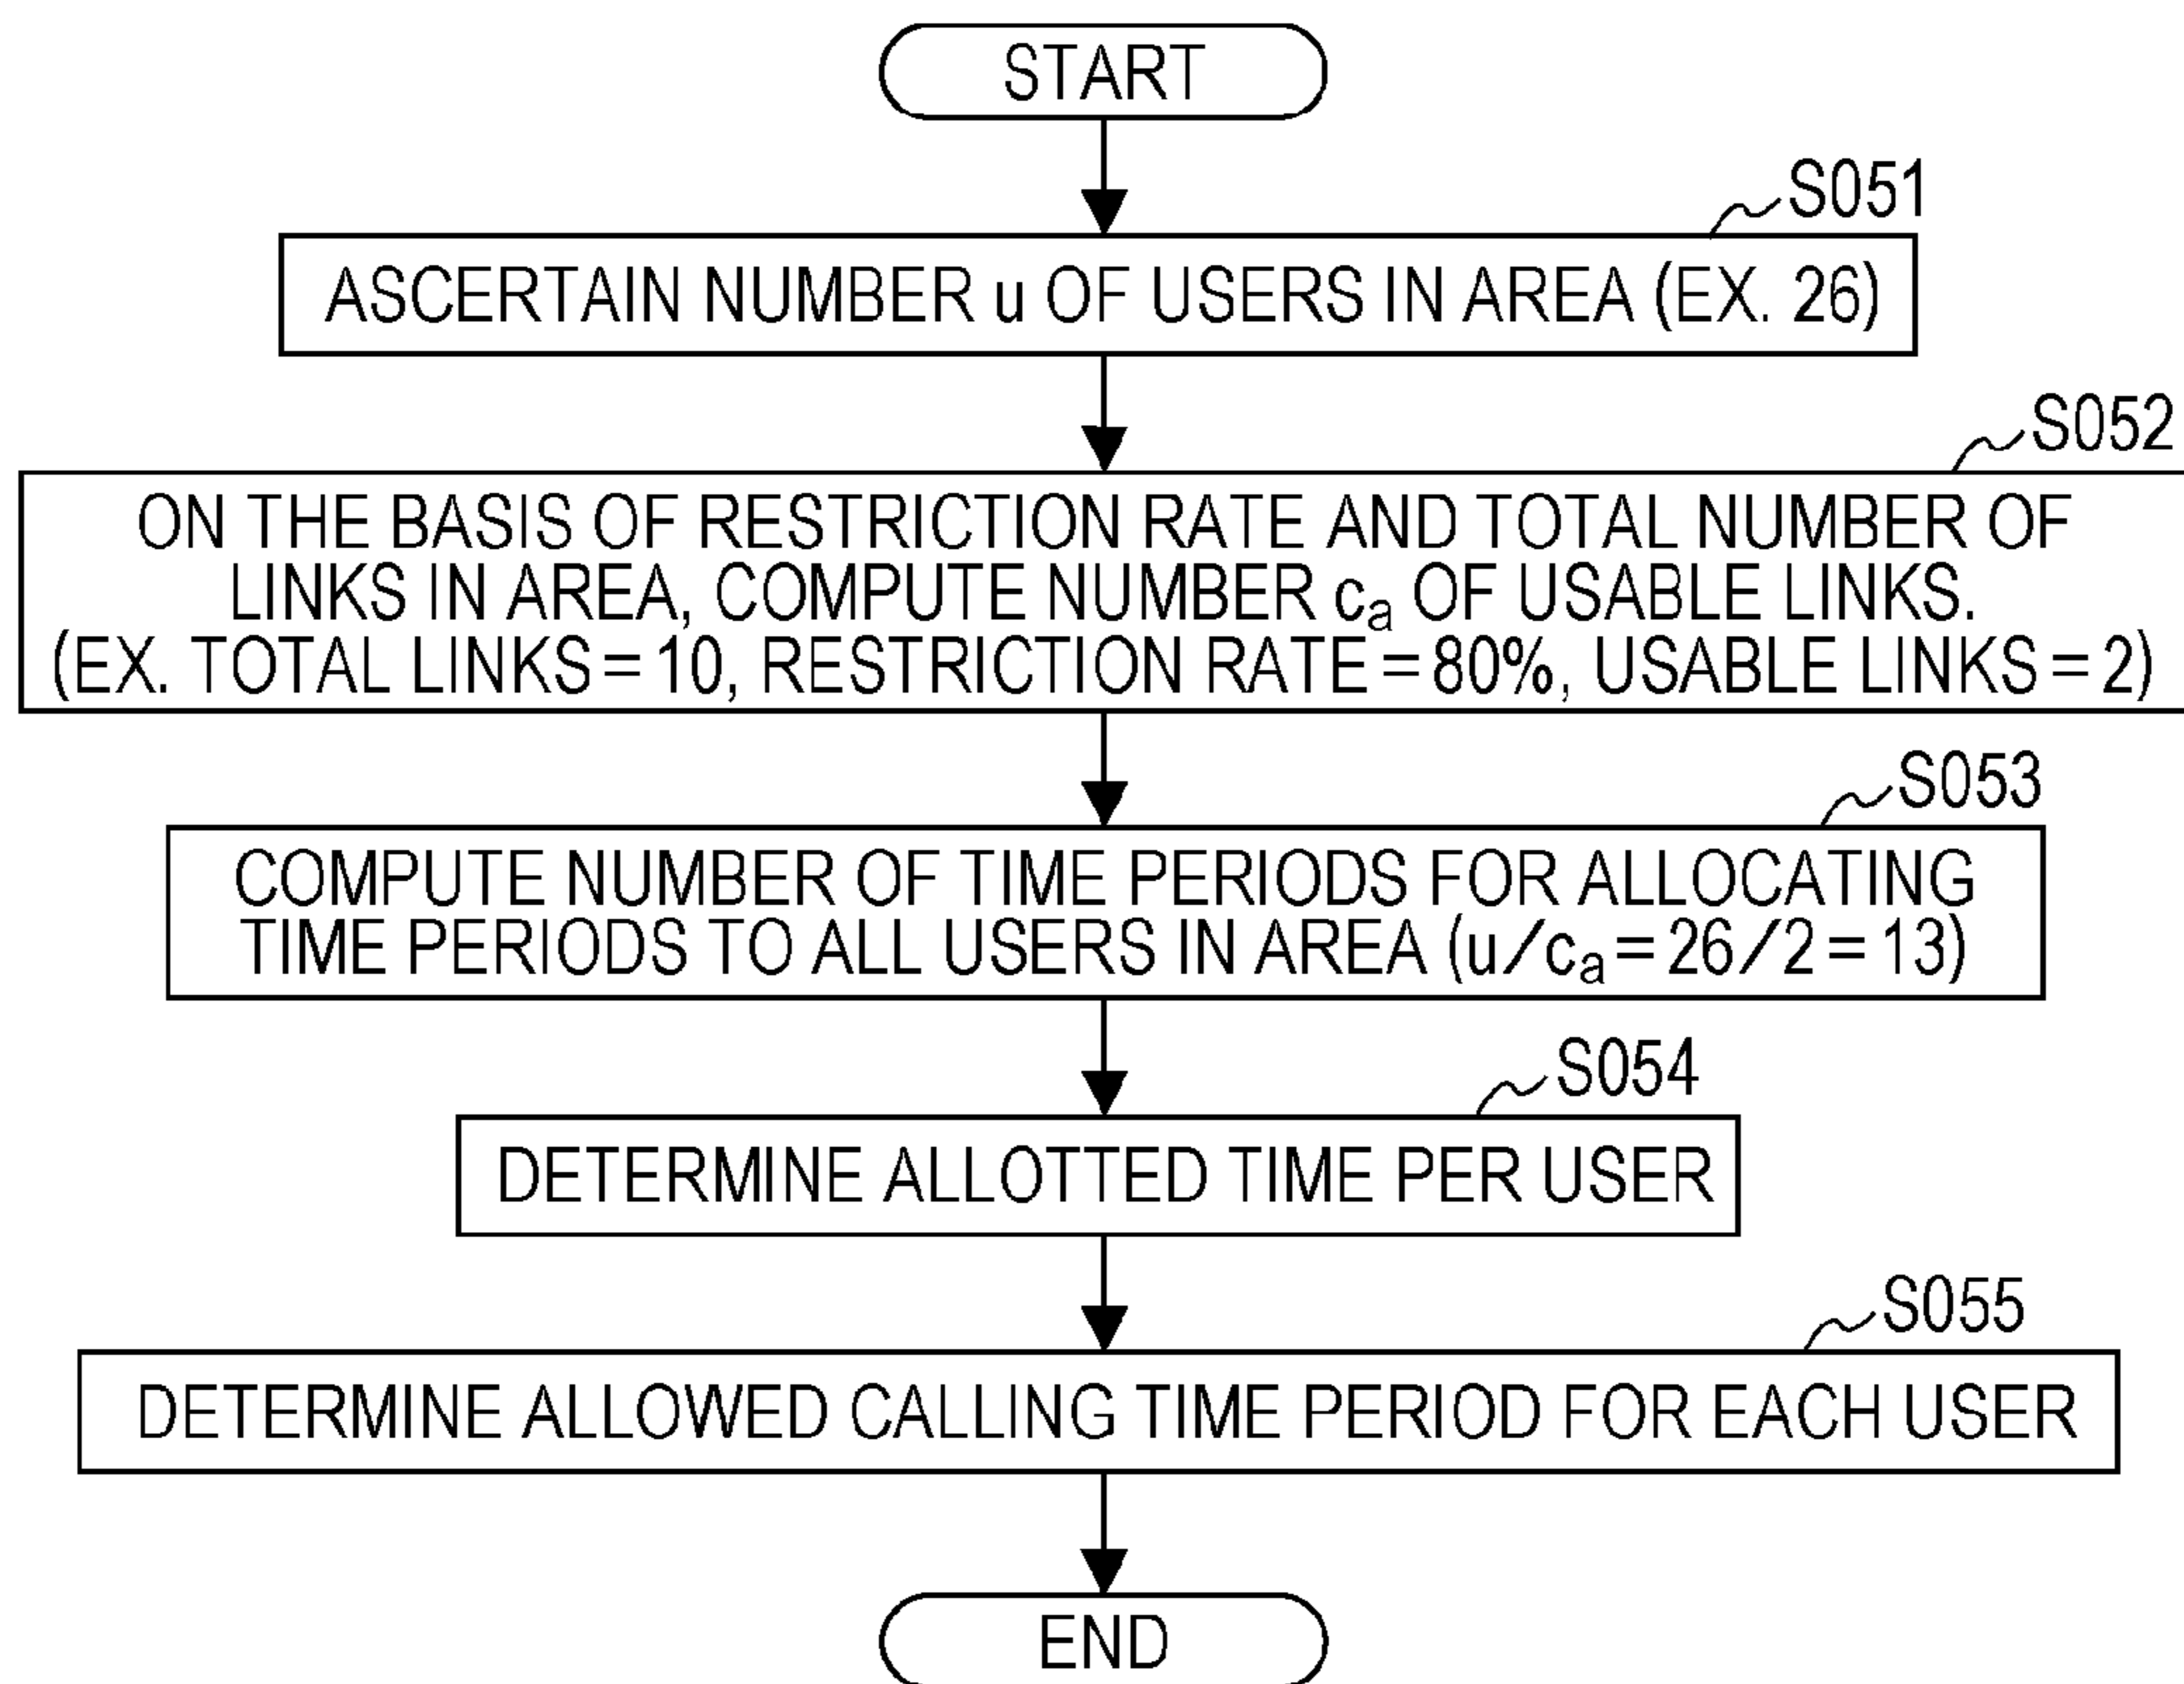 START
S051
ASCERTAIN NUMBER u OF USERS IN AREA (EX. 26)
S052
ON THE BASIS OF RESTRICTION RATE AND TOTAL NUMBER OF
LINKS IN AREA, COMPUTE NUMBER cₐ OF USABLE LINKS.
(EX. TOTAL LINKS = 10, RESTRICTION RATE = 80%, USABLE LINKS = 2)
S053
COMPUTE NUMBER OF TIME PERIODS FOR ALLOCATING
TIME PERIODS TO ALL USERS IN AREA (u/cₐ = 26/2 = 13)
S054
DETERMINE ALLOTTED TIME PER USER
S055
DETERMINE ALLOWED CALLING TIME PERIOD FOR EACH USER
END